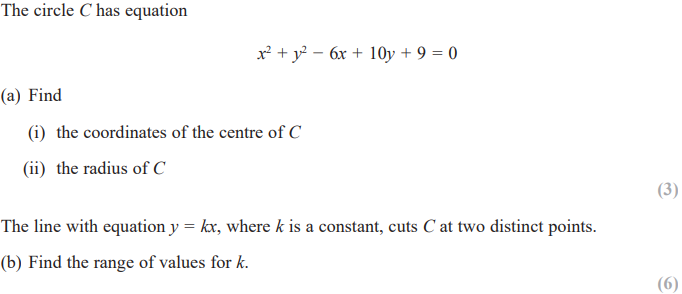 The circle C has equation
x² + y² − 6x + 10y + 9 = 0
(a) Find
(i) the coordinates of the centre of C
(ii) the radius of C
(3)
The line with equation y = kx, where k is a constant, cuts C at two distinct points.
(b) Find the range of values for k.
(6)